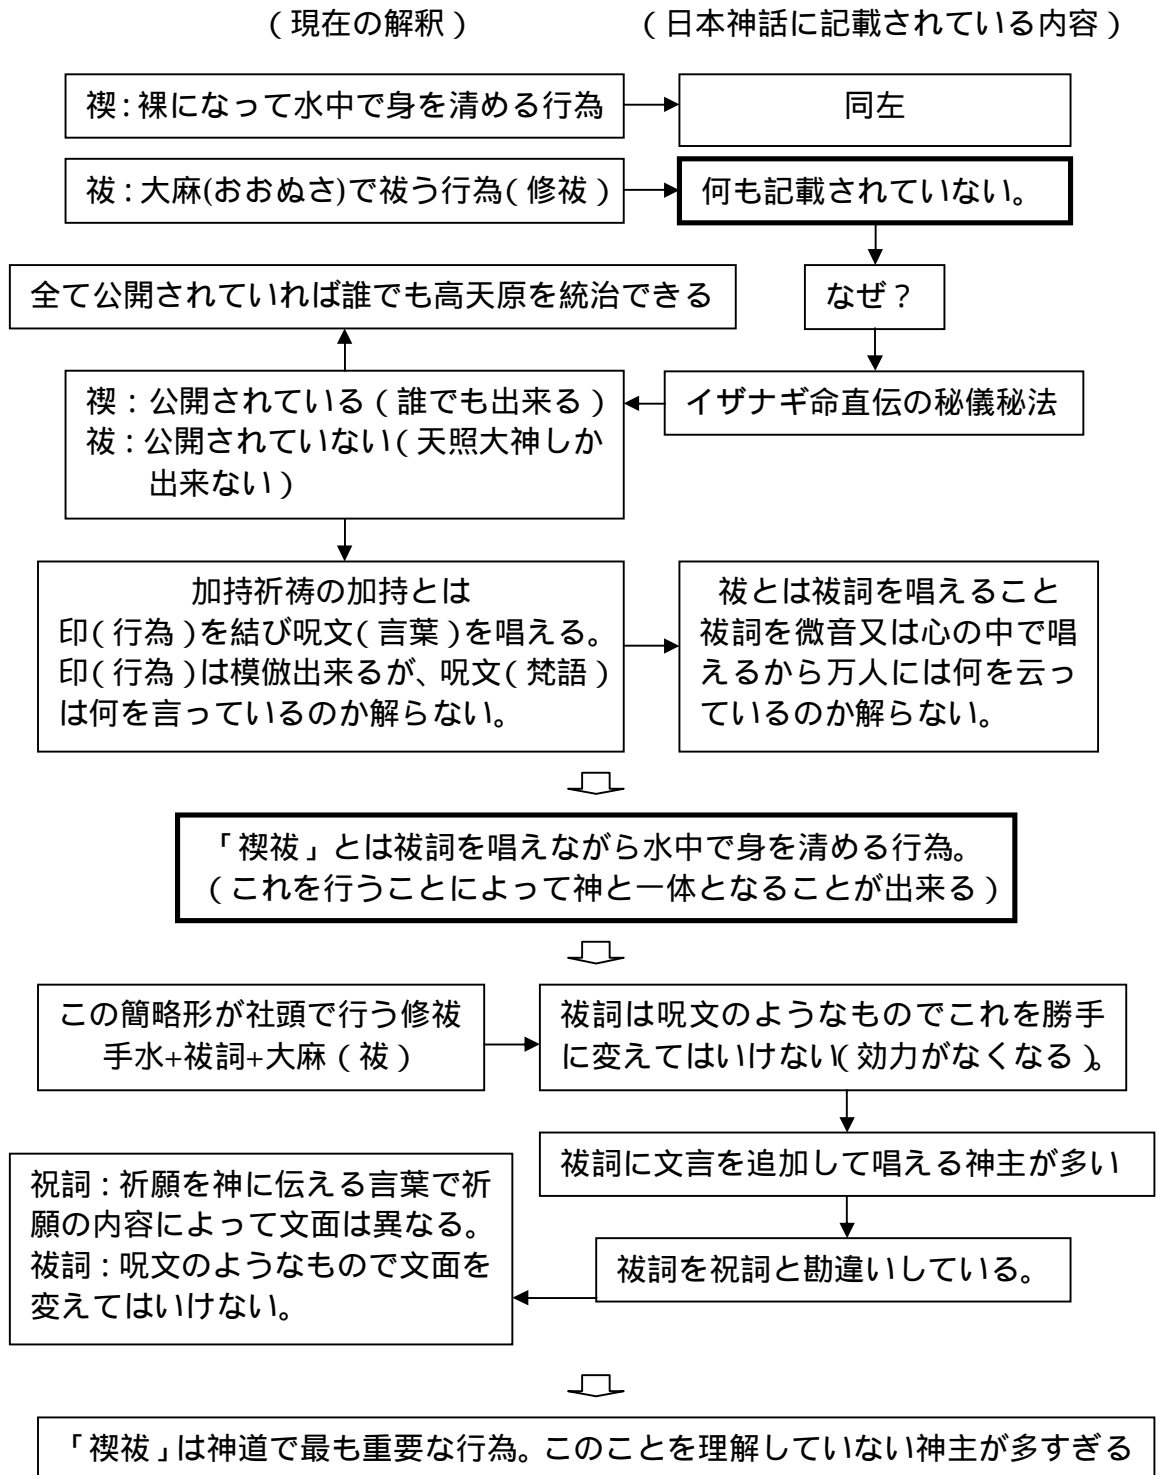 (現在の解釈)
(日本神話に記載されている内容)
禊:裸になって水中で身を清める行為
同左
祓:大麻(おおぬさ)で祓う行為(修祓)
何も記載されていない。
全て公開されていれば誰でも高天原を統治できる
なぜ?
禊:公開されている(誰でも出来る)
祓:公開されていない(天照大神しか
出来ない)
イザナギ命直伝の秘儀秘法
加持祈祷の加持とは
印(行為)を結び呪文(言葉)を唱える。
印(行為)は模倣出来るが、呪文(梵語)
は何を言っているのか解らない。
祓とは祓詞を唱えること
祓詞を微音又は心の中で唱
えるから万人には何を云っ
ているのか解らない。
「禊祓」とは祓詞を唱えながら水中で身を清める行為。
(これを行うことによって神と一体となることが出来る)
この簡略形が社頭で行う修祓
手水+祓詞+大麻(祓)
祓詞は呪文のようなものでこれを勝手
に変えてはいけない(効力がなくなる)。
祓詞に文言を追加して唱える神主が多い
祝詞:祈願を神に伝える言葉で祈
願の内容によって文面は異なる。
祓詞:呪文のようなもので文面を
変えてはいけない。
祓詞を祝詞と勘違いしている。
「禊祓」は神道で最も重要な行為。このことを理解していない神主が多すぎる